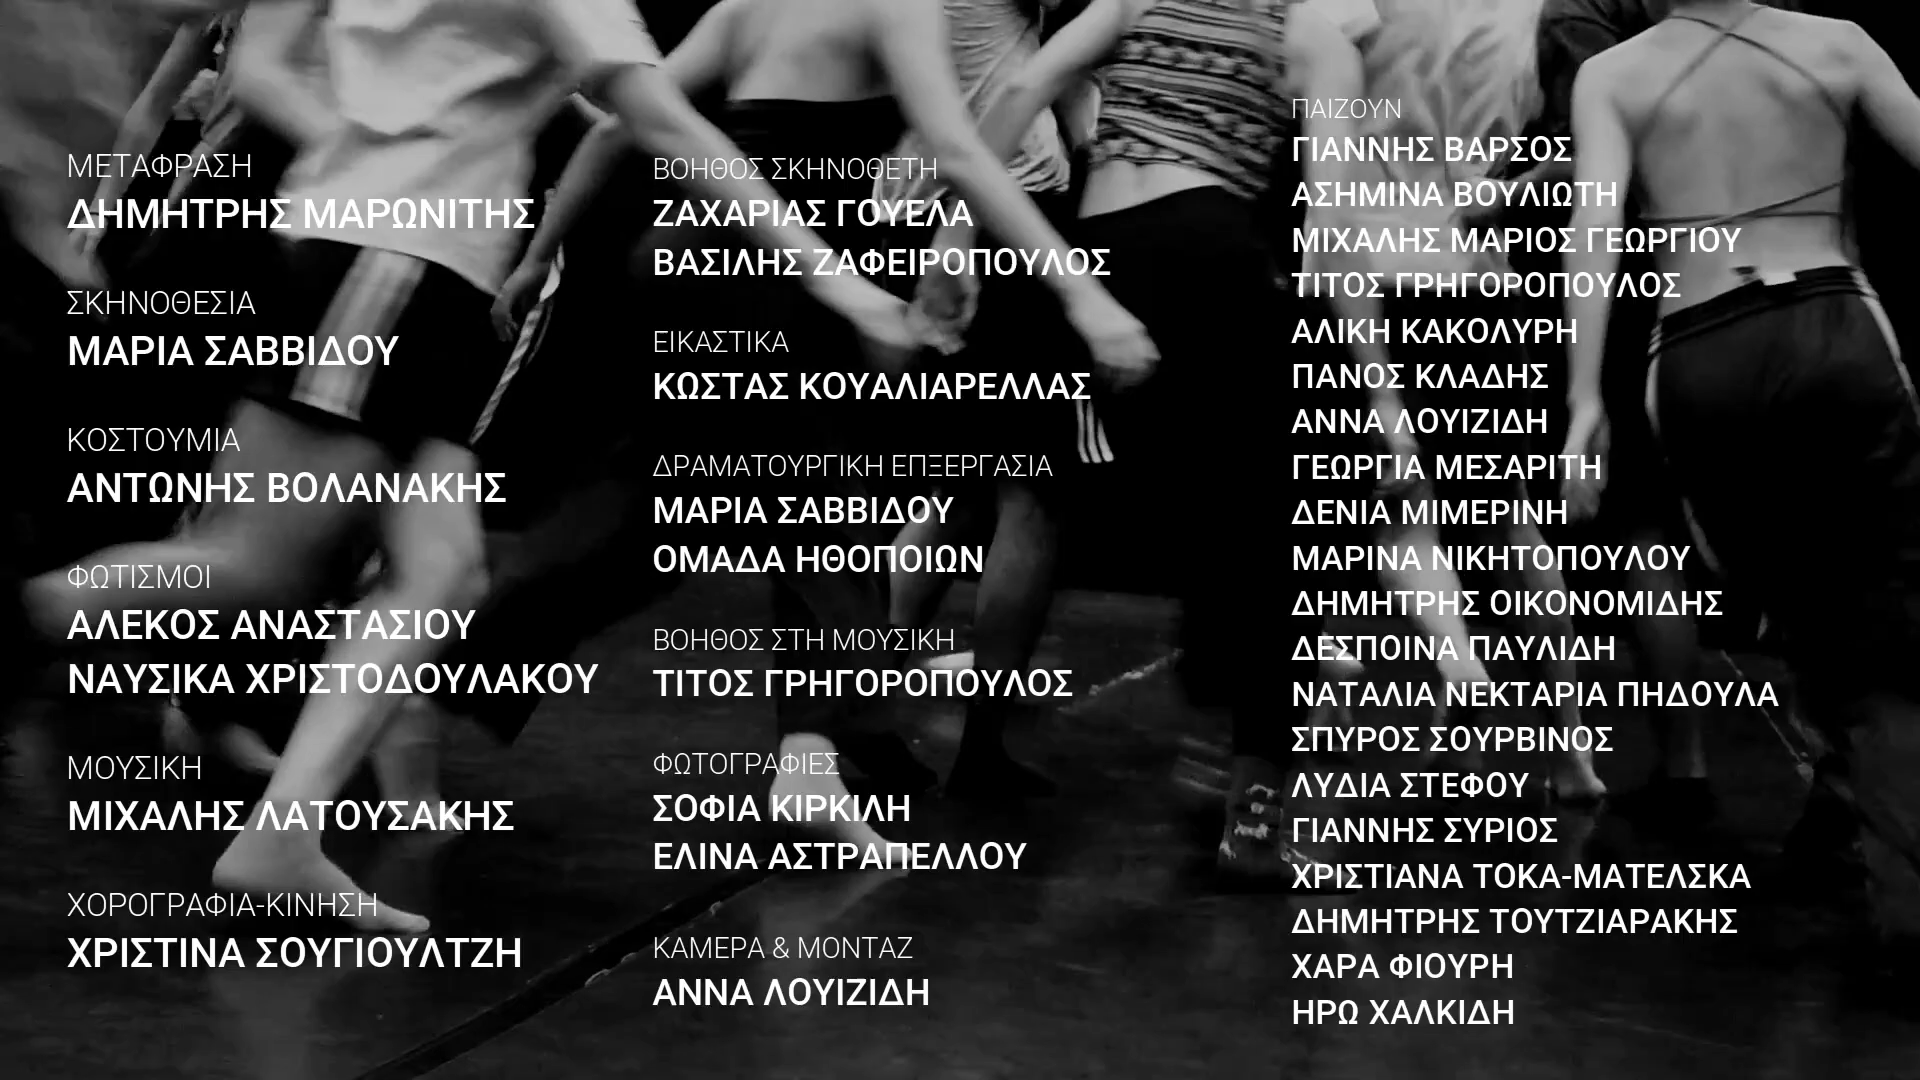 ΜΕΤΑΦΡΑΣΗ
ΔΗΜΗΤΡΗΣ ΜΑΡΩΝΙΤΗΣ
ΣΚΗΝΟΘΕΣΙΑ
ΜΑΡΙΑ ΣΑΒΒΙΔΟΥ
ΚΟΣΤΟΥΜΙΑ
ΑΝΤΩΝΗΣ ΒΟΛΑΝΑΚΗΣ
ΦΩΤΙΣΜΟΙ
ΑΛΕΚΟΣ ΑΝΑΣΤΑΣΙΟΥ
ΝΑΥΣΙΚΑ ΧΡΙΣΤΟΔΟΥΛΑΚΟΥ
ΜΟΥΣΙΚΗ
ΜΙΧΑΛΗΣ ΛΑΤΟΥΣΑΚΗΣ
ΧΟΡΟΓΡΑΦΙΑ-ΚΙΝΗΣΗ
ΧΡΙΣΤΙΝΑ ΣΟΥΓΙΟΥΛΤΖΗ
ΒΟΗΘΟΣ ΣΚΗΝΟΘΕΤΗ
ΖΑΧΑΡΙΑΣ ΓΟΥΕΛΑ
ΒΑΣΙΛΗΣ ΖΑΦΕΙΡΟΠΟΥΛΟΣ
ΕΙΚΑΣΤΙΚΑ
ΚΩΣΤΑΣ ΚΟΥΑΛΙΑΡΕΛΛΑΣ
ΔΡΑΜΑΤΟΥΡΓΙΚΗ ΕΠΞΕΡΓΑΣΙΑ
ΜΑΡΙΑ ΣΑΒΒΙΔΟΥ
ΟΜΑΔΑ ΗΘΟΠΟΙΩΝ
ΒΟΗΘΟΣ ΣΤΗ ΜΟΥΣΙΚΗ
ΤΙΤΟΣ ΓΡΗΓΟΡΟΠΟΥΛΟΣ
ΦΩΤΟΓΡΑΦΙΕΣ
ΣΟΦΙΑ ΚΙΡΚΙΛΗ
ΕΛΙΝΑ ΑΣΤΡΑΠΕΛΛΟΥ
ΚΑΜΕΡΑ & ΜΟΝΤΑΖ
ΑΝΝΑ ΛΟΥΙΖΙΔΗ
ΠΑΙΖΟΥΝ
ΓΙΑΝΝΗΣ ΒΑΡΣΟΣ
ΑΣΗΜΙΝΑ ΒΟΥΛΙΩΤΗ
ΜΙΧΑΛΗΣ ΜΑΡΙΟΣ ΓΕΩΡΓΙΟΥ
ΤΙΤΟΣ ΓΡΗΓΟΡΟΠΟΥΛΟΣ
ΑΛΙΚΗ ΚΑΚΟΛΥΡΗ
ΠΑΝΟΣ ΚΛΑΔΗΣ
ΑΝΝΑ ΛΟΥΙΖΙΔΗ
ΓΕΩΡΓΙΑ ΜΕΣΑΡΙΤΗ
ΔΕΝΙΑ ΜΙΜΕΡΙΝΗ
ΜΑΡΙΝΑ ΝΙΚΗΤΟΠΟΥΛΟΥ
ΔΗΜΗΤΡΗΣ ΟΙΚΟΝΟΜΙΔΗΣ
ΔΕΣΠΟΙΝΑ ΠΑΥΛΙΔΗ
ΝΑΤΑΛΙΑ ΝΕΚΤΑΡΙΑ ΠΗΔΟΥΛΑ
ΣΠΥΡΟΣ ΣΟΥΡΒΙΝΟΣ
ΛΥΔΙΑ ΣΤΕΦΟΥ
ΓΙΑΝΝΗΣ ΣΥΡΙΟΣ
ΧΡΙΣΤΙΑΝΑ ΤΟΚΑ-ΜΑΤΕΛΣΚΑ
ΔΗΜΗΤΡΗΣ ΤΟΥΤΖΙΑΡΑΚΗΣ
ΧΑΡΑ ΦΙΟΥΡΗ
ΗΡΩ ΧΑΛΚΙΔΗ